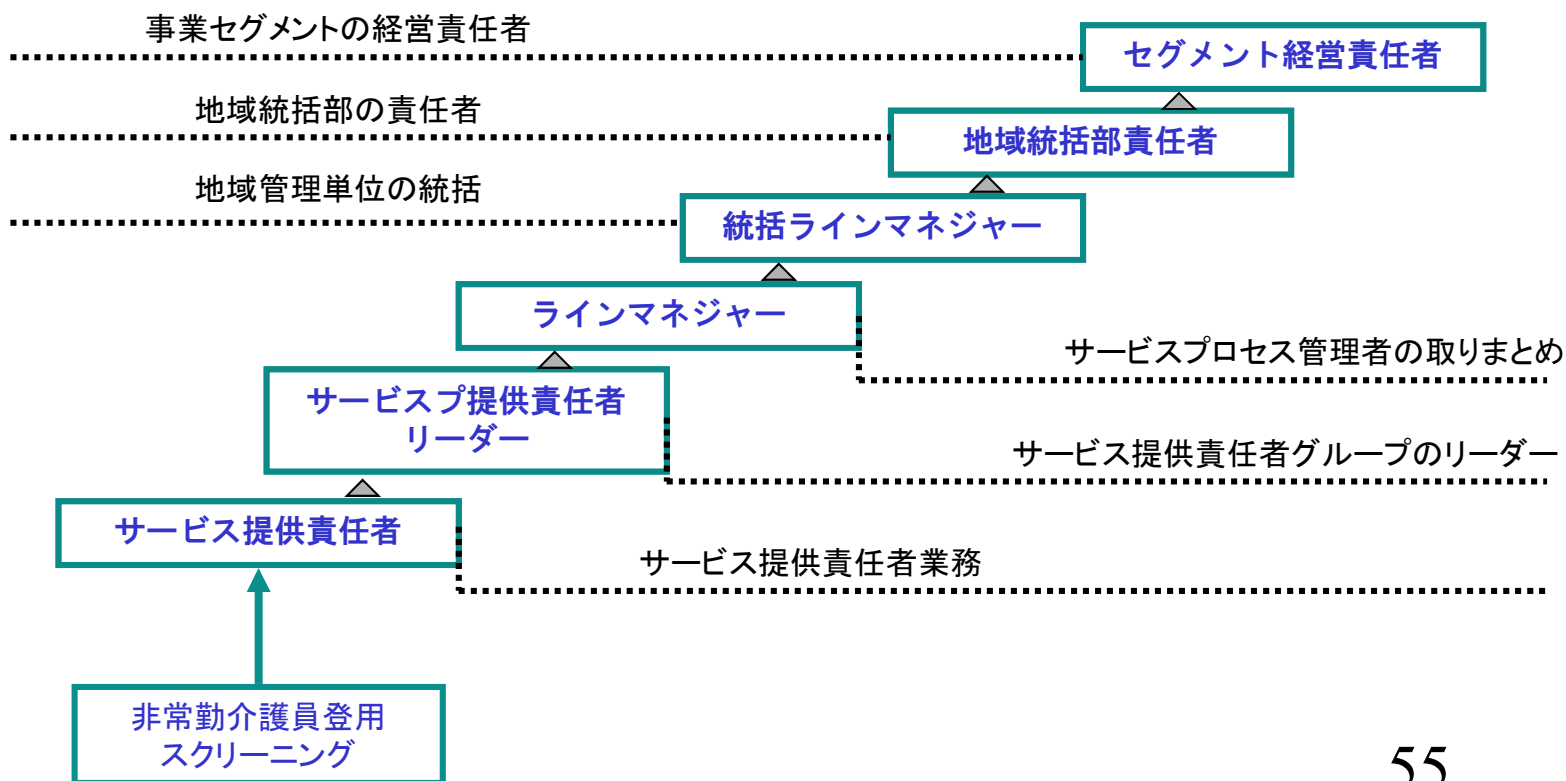 事業セグメントの経営責任者
セグメント経営責任者
地域統括部の責任者
地域統括部責任者
地域管理単位の統括
統括ラインマネジャー
ラインマネジャー
サービスプロセス管理者の取りまとめ
サービスプ提供責任者
リーダー
サービス提供責任者グループのリーダー
サービス提供責任者
サービス提供責任者業務
非常勤介護員登用
スクリーニング
55